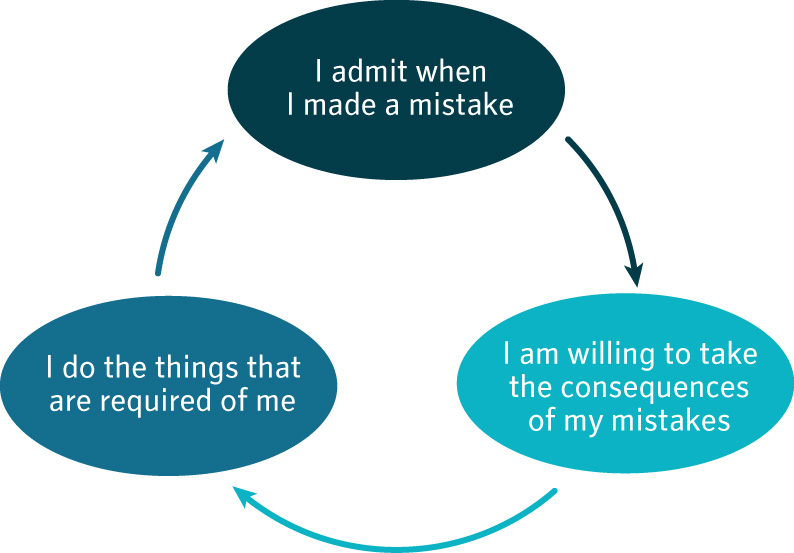 I admit when
I made a mistake
I am willing to take
the consequences
of my mistakes
I do the things that
are required of me